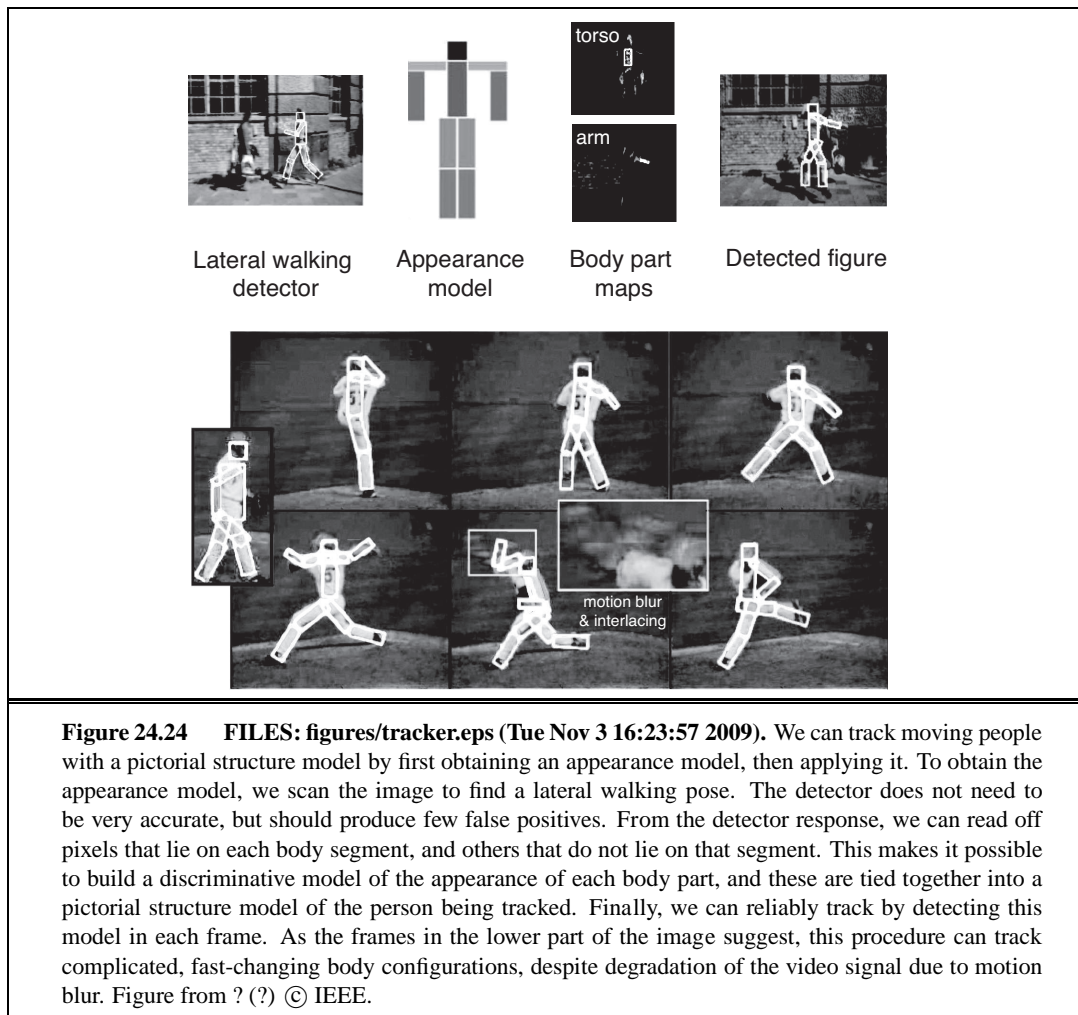 torso
arm
Lateral walking
detector
Appearance
model
Body part
maps
Detected figure
motion blur
& interlacing
Figure 24.24 FILES: figures/tracker.eps (Tue Nov 3 16:23:57 2009). We can track moving people
with a pictorial structure model by first obtaining an appearance model, then applying it. To obtain the
appearance model, we scan the image to find a lateral walking pose. The detector does not need to
be very accurate, but should produce few false positives. From the detector response, we can read off
pixels that lie on each body segment, and others that do not lie on that segment. This makes it possible
to build a discriminative model of the appearance of each body part, and these are tied together into a
pictorial structure model of the person being tracked. Finally, we can reliably track by detecting this
model in each frame. As the frames in the lower part of the image suggest, this procedure can track
complicated, fast-changing body configurations, despite degradation of the video signal due to motion
blur. Figure from ? (?) © IEEE.